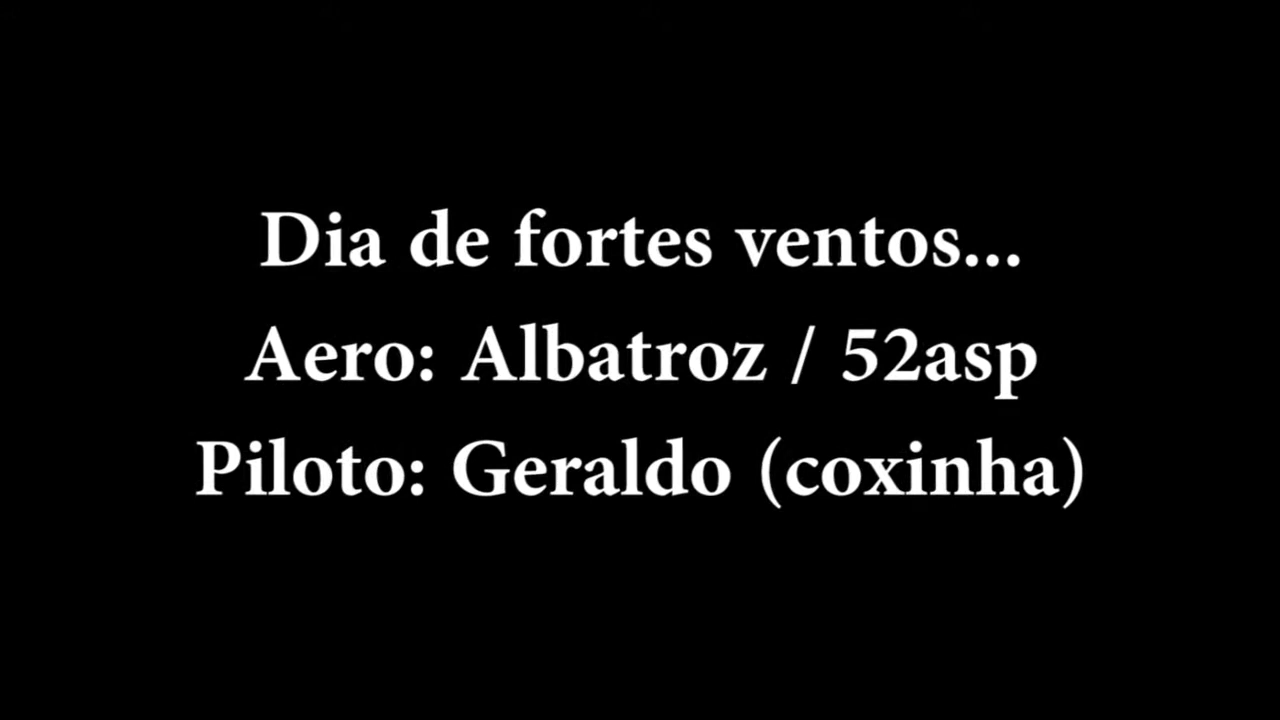 Dia de fortes ventos...
Aero: Albatroz / 52asp
Piloto: Geraldo (coxinha)